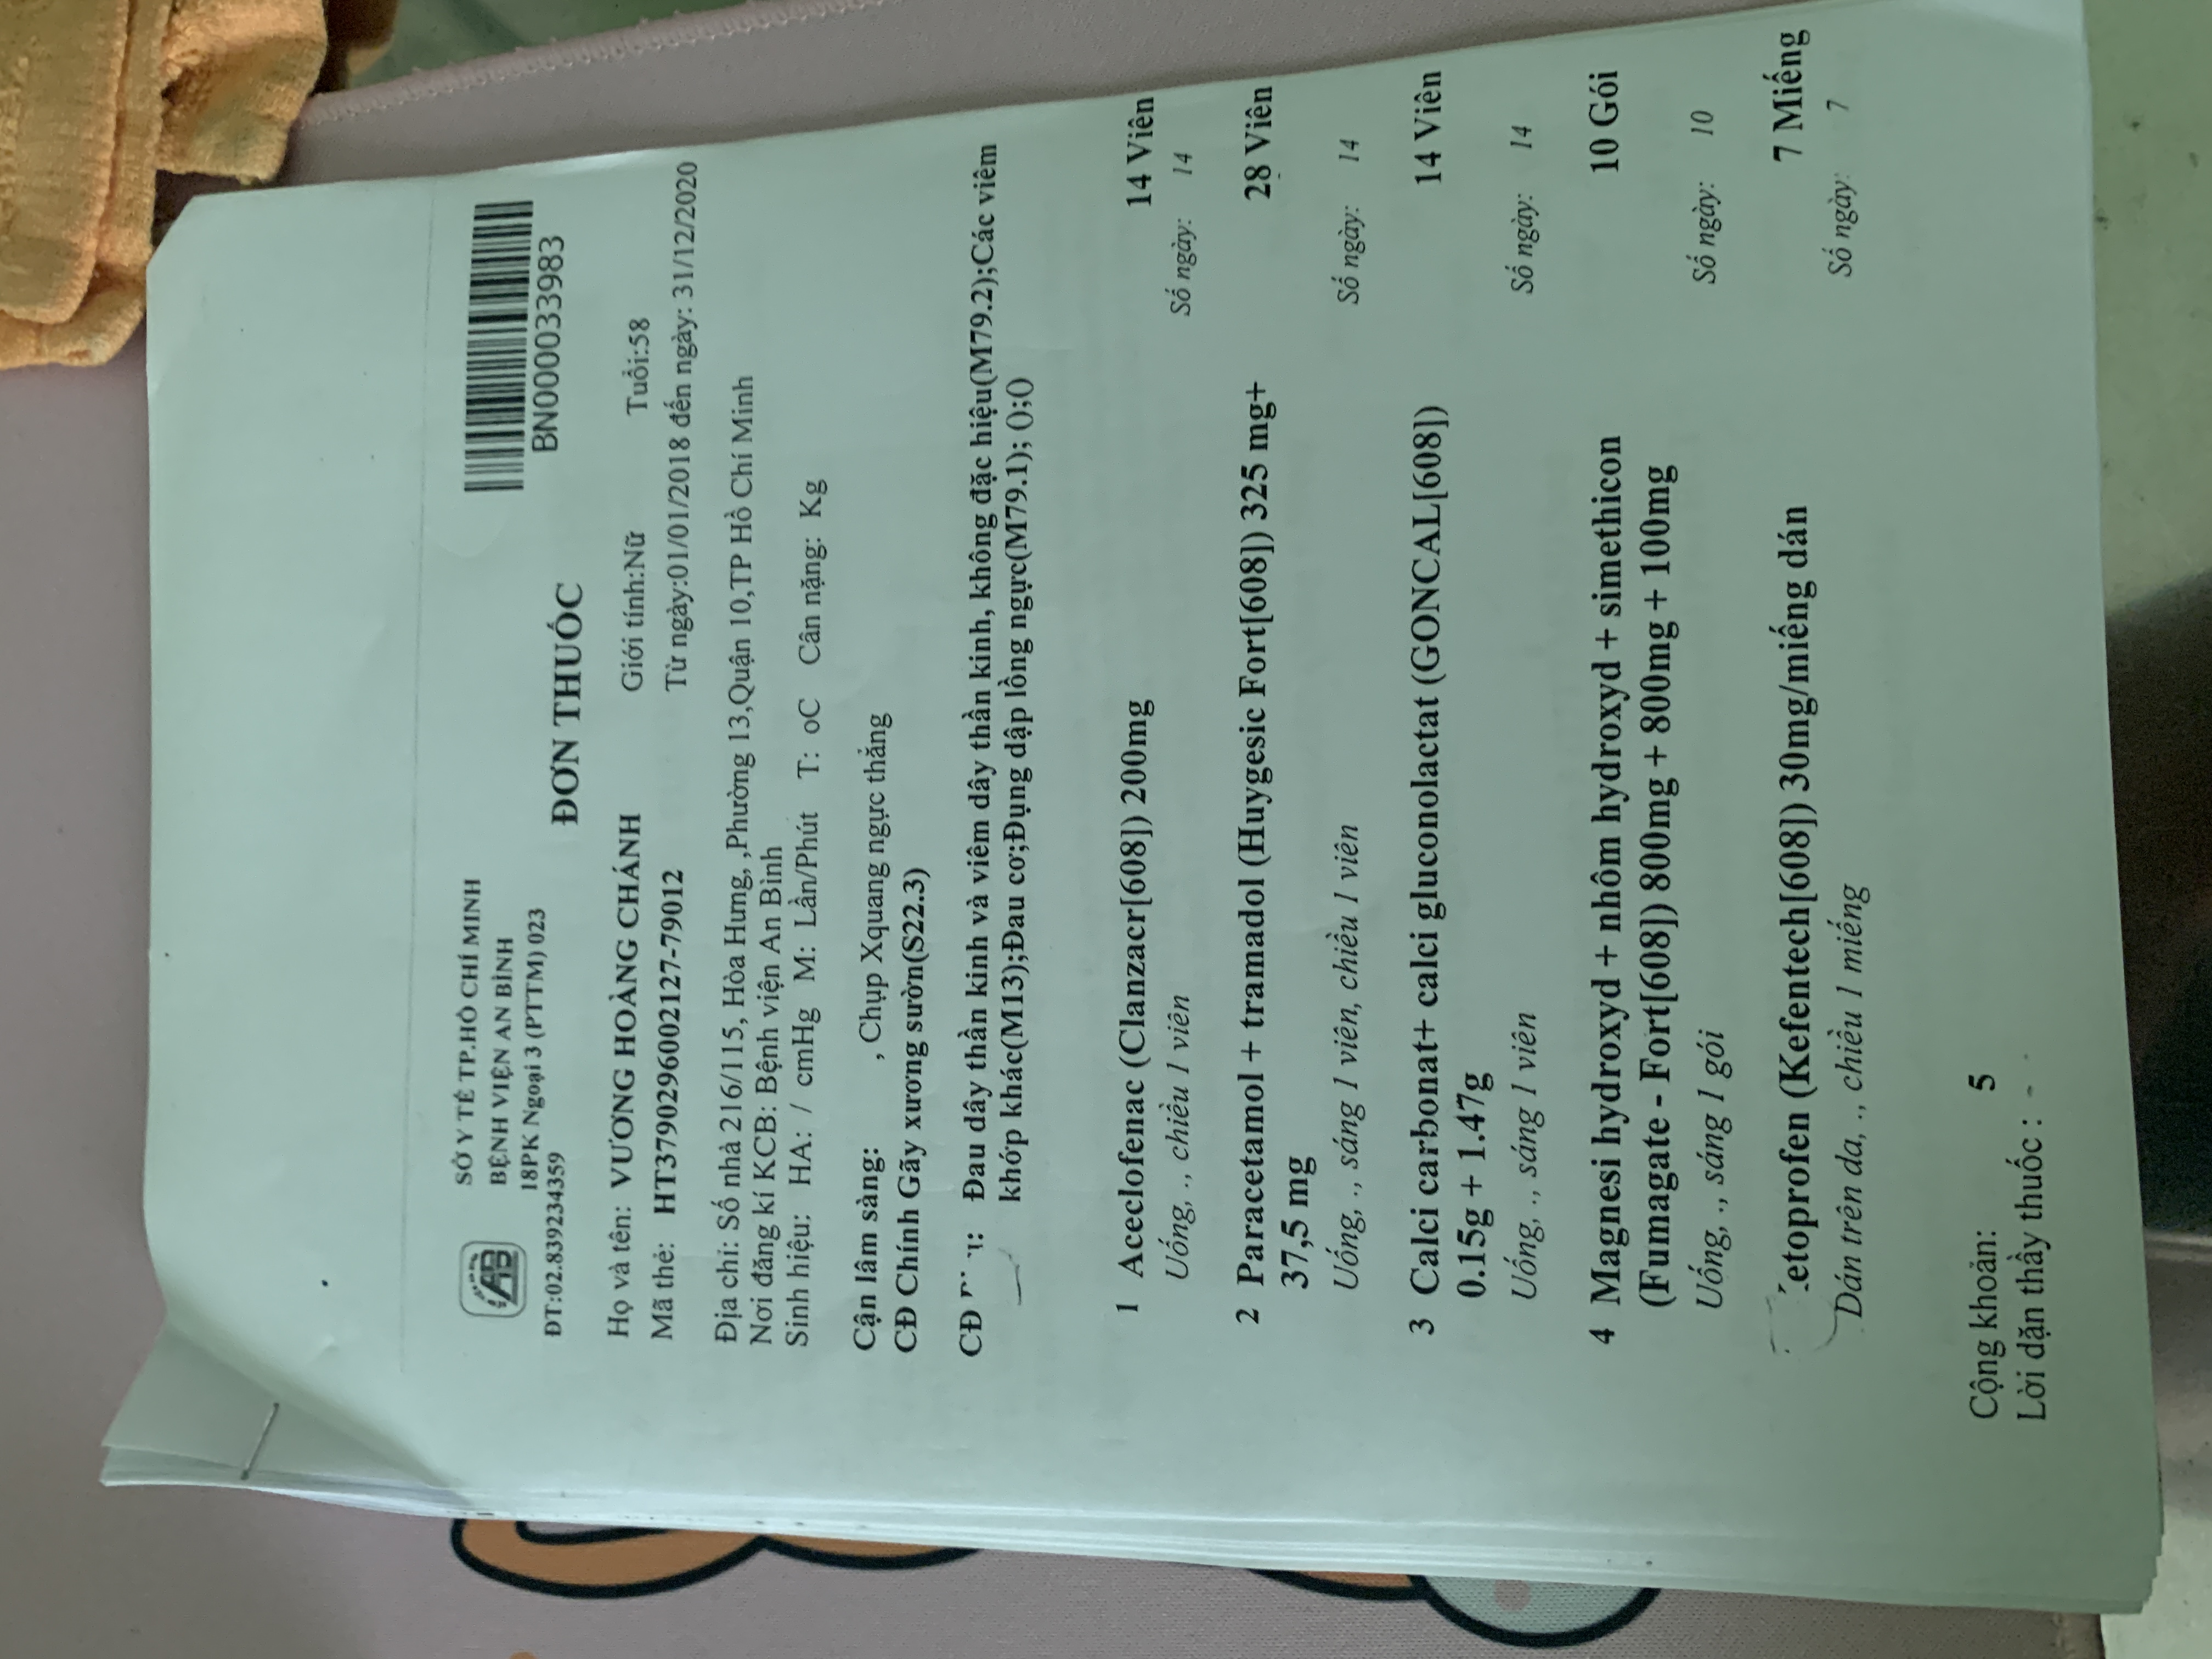 SỞ Y TẾ TP.HỒ CHÍ MINH
BỆNH VIỆN AN BÌNH
18PK Ngoại 3 (PTTM) 023
ĐT:02.839234359
BN000033983
ĐƠN THUỐC
Họ và tên: VƯƠNG HOÀNG CHÁNH Giới tính:Nữ Tuổi:58
Mã thẻ: HT3790296002127-79012 Từ ngày:01/01/2018 đến ngày: 31/12/2020
Địa chỉ: Số nhà 216/115, Hòa Hưng, ,Phường 13,Quận 10,TP Hồ Chí Minh
Nơi đăng kí KCB: Bệnh viện An Bình
Sinh hiệu: HA: / cmHg M: Lần/Phút T: oC Cân nặng: Kg
Cận lâm sàng: , Chụp Xquang ngực thẳng
CĐ Chính Gãy xương sườn(S22.3)
CĐ : Đau dây thần kinh và viêm dây thần kinh, không đặc hiệu(M79.2);Các viêm
khớp khác(M13);Đau cơ;Đụng dập lồng ngực(M79.1); ();()
1 Aceclofenac (Clanzacr[608]) 200mg 14 Viên
Uống, ., chiều 1 viên Số ngày: 14
2 Paracetamol + tramadol (Huygesic Fort[608]) 325 mg+ 28 Viên
37,5 mg
Uống, ., sáng 1 viên, chiều 1 viên Số ngày: 14
3 Calci carbonat+ calci gluconolactat (GONCAL[608]) 14 Viên
0.15g + 1.47g
Uống, ., sáng 1 viên Số ngày: 14
4 Magnesi hydroxyd + nhôm hydroxyd + simethicon 10 Gói
(Fumagate - Fort[608]) 800mg + 800mg + 100mg
Uống, ., sáng 1 gói Số ngày: 10
etoprofen (Kefentech[608]) 30mg/miếng dán 7 Miếng
Dán trên da, ., chiều 1 miếng Số ngày: 7
Cộng khoản: 5
Lời dặn thầy thuốc : -